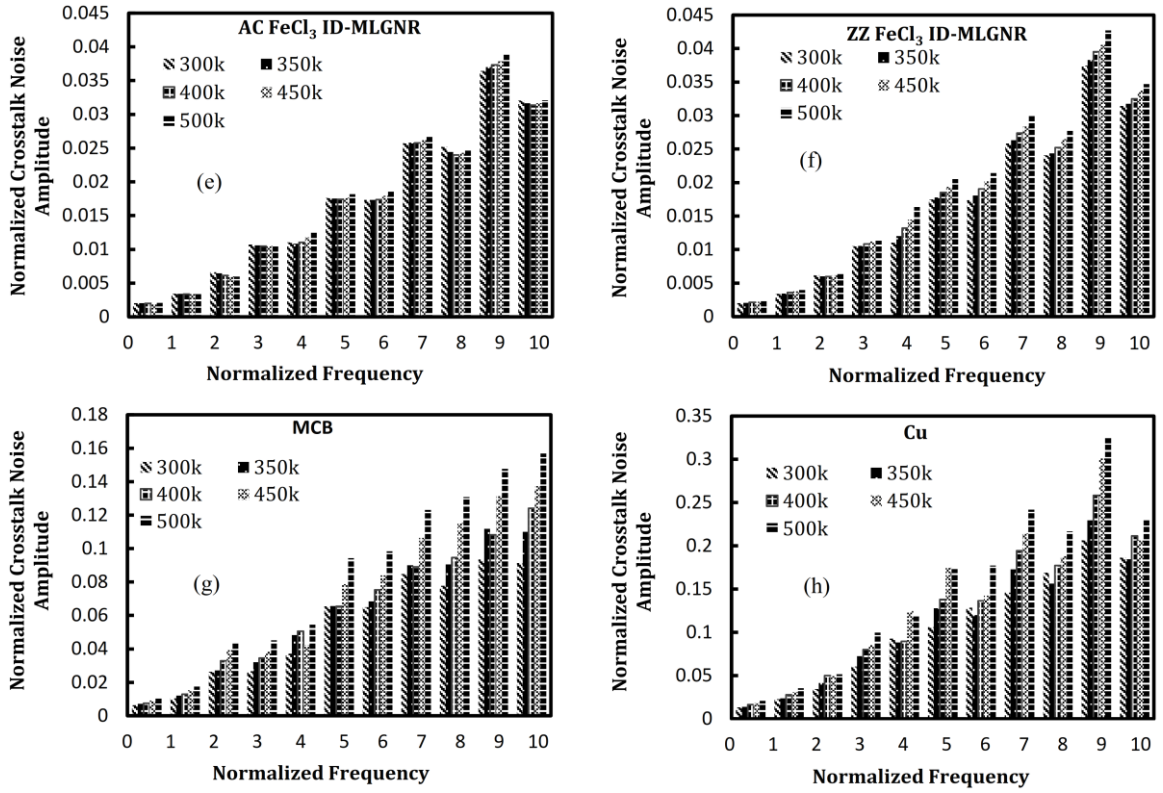 AC FeCl₃ ID-MLGNR
Normalized Crosstalk Noise
Amplitude
0.045
0.04
0.035
0.03
0.025
0.02
0.015
0.01
0.005
0
300k 350k
400k 450k
500k
(e)
0 1 2 3 4 5 6 7 8 9 10
Normalized Frequency
ZZ FeCl₃ ID-MLGNR
Normalized Crosstalk Noise
Amplitude
0.045
0.04
0.035
0.03
0.025
0.02
0.015
0.01
0.005
0
300k 350k
400k 450k
500k
(f)
0 1 2 3 4 5 6 7 8 9 10
Normalized Frequency
MCB
Normalized Crosstalk Noise
Amplitude
0.18
0.16
0.14
0.12
0.1
0.08
0.06
0.04
0.02
0
300k 350k
400k 450k
500k
(g)
0 1 2 3 4 5 6 7 8 9 10
Normalized Frequency
Cu
Normalized Crosstalk Noise
Amplitude
0.35
0.3
0.25
0.2
0.15
0.1
0.05
0
300k 350k
400k 450k
500k
(h)
0 1 2 3 4 5 6 7 8 9 10
Normalized Frequency